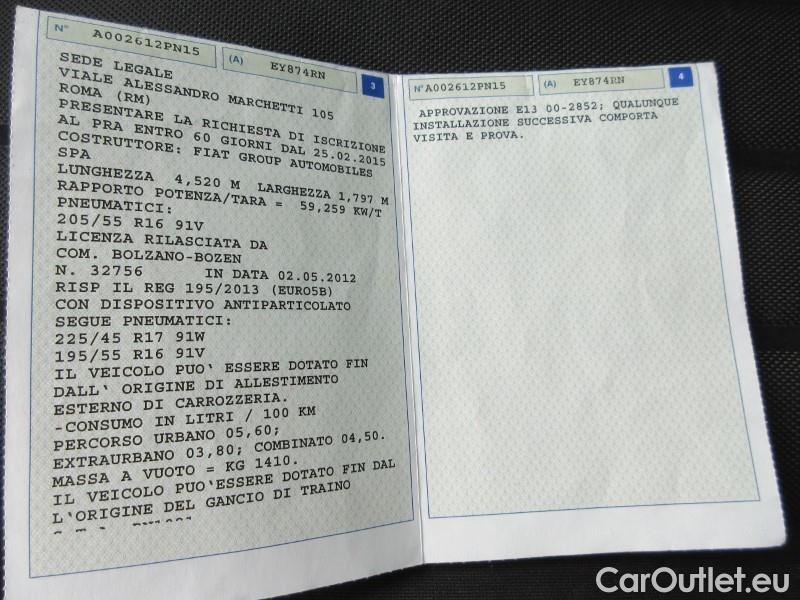 N° A002612PN15 (A) EY874RN 3
SEDE LEGALE
VIALE ALESSANDRO MARCHETTI 105
ROMA (RM)
PRESENTARE LA RICHIESTA DI ISCRIZIONE
AL PRA ENTRO 60 GIORNI DAL 25.02.2015
COSTRUTTORE: FIAT GROUP AUTOMOBILES
SPA
LUNGHEZZA 4,520 M LARGHEZZA 1,797 M
RAPPORTO POTENZA/TARA = 59,259 KW/T
PNEUMATICI:
205/55 R16 91V
LICENZA RILASCIATA DA
COM. BOLZANO-BOZEN
N. 32756 IN DATA 02.05.2012
RISP IL REG 195/2013 (EURO5B)
CON DISPOSITIVO ANTIPARTICOLATO
SEGUE PNEUMATICI:
225/45 R17 91W
195/55 R16 91V
IL VEICOLO PUO' ESSERE DOTATO FIN
DALL' ORIGINE DI ALLESTIMENTO
ESTERNO DI CARROZZERIA.
-CONSUMO IN LITRI / 100 KM
PERCORSO URBANO 05,60;
EXTRAURBANO 03,80; COMBINATO 04,50.
MASSA A VUOTO = KG 1410.
IL VEICOLO PUO'ESSERE DOTATO FIN DAL
L'ORIGINE DEL GANCIO DI TRAINO
N° A002612PN15 (A) EY874RN 4
APPROVAZIONE E13 00-2852; QUALUNQUE
INSTALLAZIONE SUCCESSIVA COMPORTA
VISITA E PROVA.
CarOutlet.eu